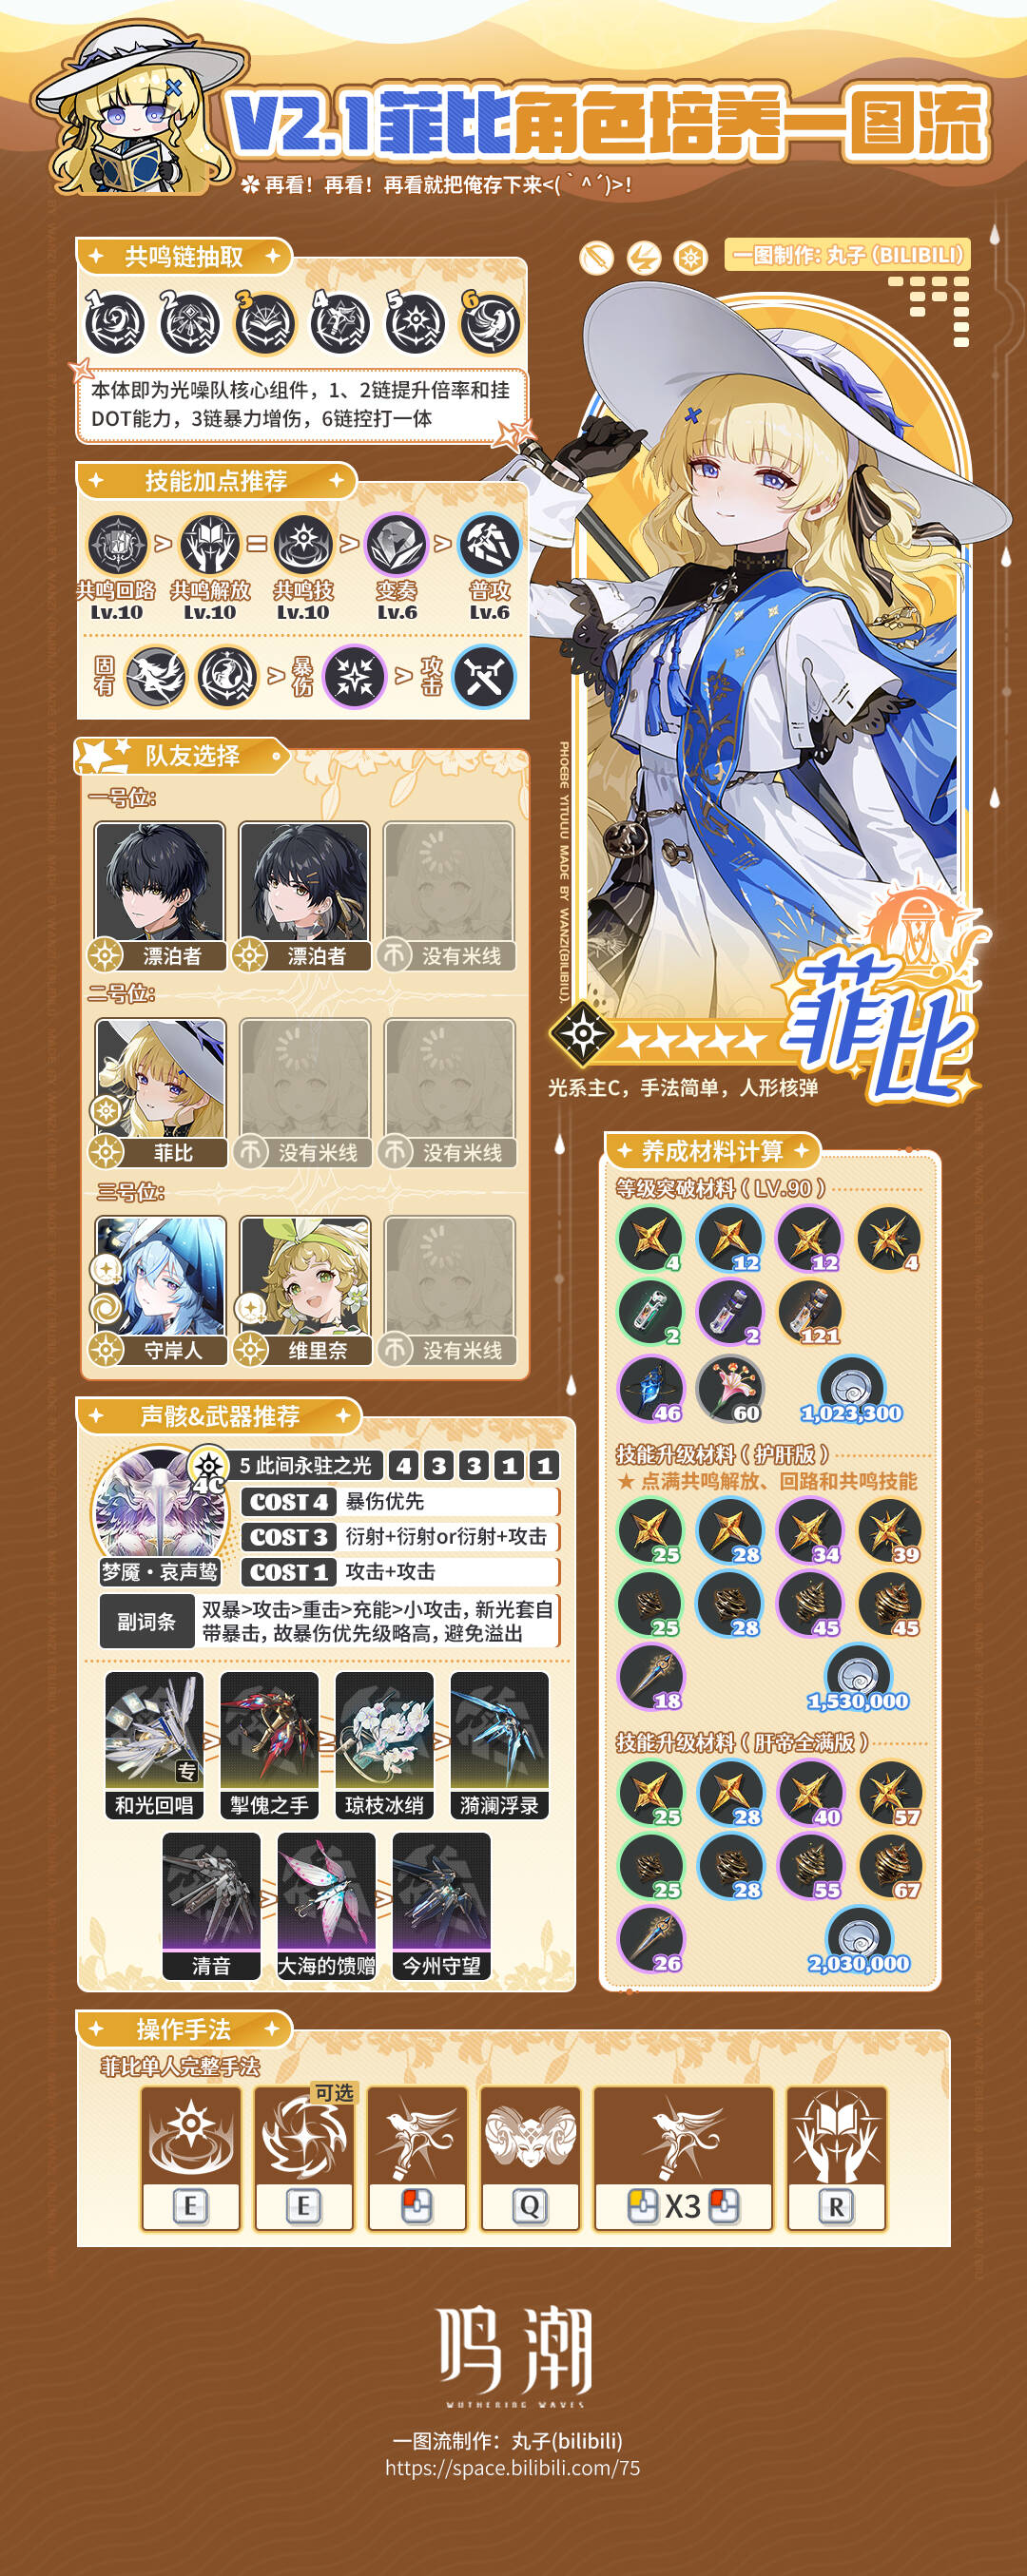 V2.1菲比角色培养一图流
再看！再看！再看就把俺存下来<(｀^´)>！
共鸣链抽取
1 2 3 4 5 6
本体即为光噪队核心组件，1、2链提升倍率和挂
DOT能力，3链暴力增伤，6链控打一体
一图制作：丸子（BILIBILI）
技能加点推荐
> = > >
共鸣回路 共鸣解放 共鸣技 变奏 普攻
Lv.10 Lv.10 Lv.10 Lv.6 Lv.6
固有 > 暴伤 > 攻击
PHOEBE YITULIU MADE BY WANZI(BILIBILI).
菲比
光系主C，手法简单，人形核弹
队友选择
一号位:
漂泊者 漂泊者 没有米线
二号位:
菲比 没有米线 没有米线
三号位:
守岸人 维里奈 没有米线
养成材料计算
等级突破材料（LV.90）
4 12 12 4
2 2 121
46 60 1,023,300
技能升级材料（护肝版）
★ 点满共鸣解放、回路和共鸣技能
25 28 34 39
25 28 45 45
18 1,530,000
技能升级材料（肝帝全满版）
25 28 40 57
25 28 55 67
26 2,030,000
声骸&武器推荐
4C
5 此间永驻之光 4 3 3 1 1
COST 4 暴伤优先
COST 3 衍射+衍射or衍射+攻击
COST 1 攻击+攻击
梦魇·哀声鸷
副词条
双暴>攻击>重击>充能>小攻击，新光套自
带暴击，故暴伤优先级略高，避免溢出
专
和光回唱 掣傀之手 琼枝冰绡 漪澜浮录
清音 大海的馈赠 今州守望
操作手法
菲比单人完整手法
可选
E E Q X3 R
鸣潮
WUTHERING WAVES
一图流制作：丸子(bilibili)
https://space.bilibili.com/75